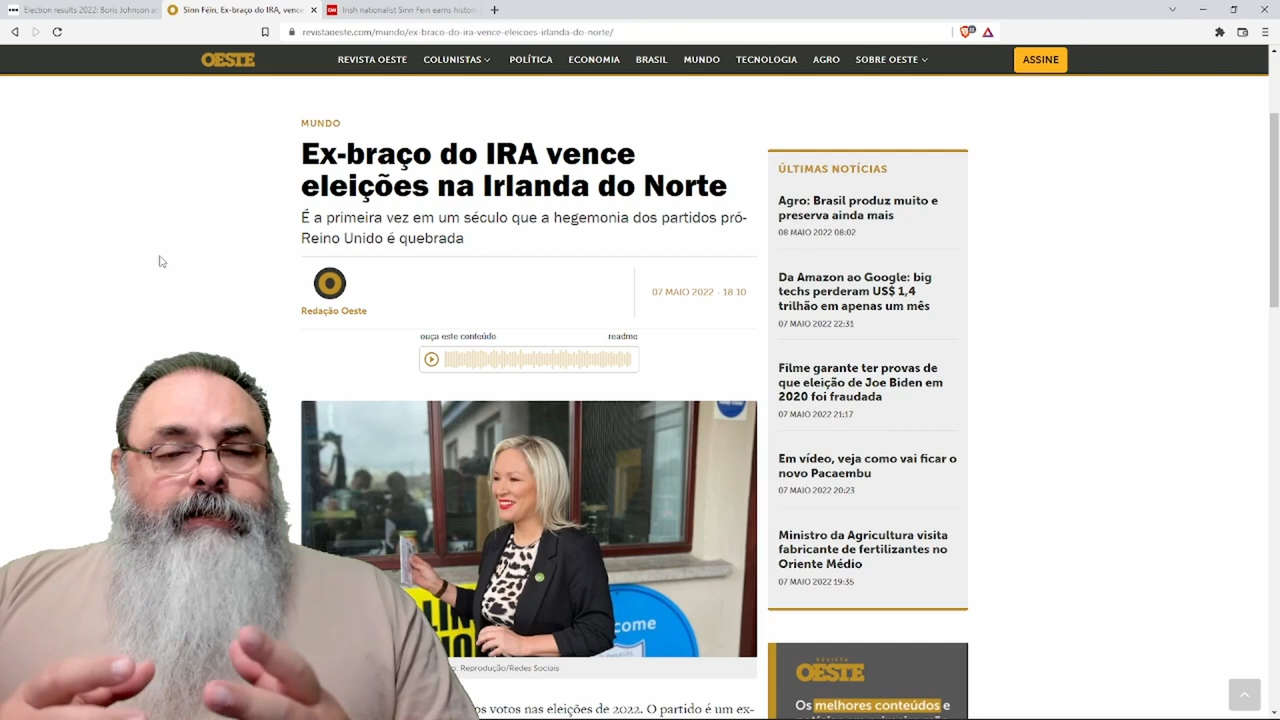 Election results 2022: Boris Johnson
Sinn Féin, Ex-braço do IRA, vence
Irish nationalist Sinn Fein earns histor
revistaoeste.com/mundo/ex-braco-do-ira-vence-eleicoes-irlanda-do-norte/
OESTE
REVISTA OESTE
COLUNISTAS
POLÍTICA
ECONOMIA
BRASIL
MUNDO
TECNOLOGIA
AGRO
SOBRE OESTE
ASSINE
MUNDO
Ex-braço do IRA vence
eleições na Irlanda do Norte
É a primeira vez em um século que a hegemonia dos partidos pró-
Reino Unido é quebrada
Redação Oeste
07 MAIO 2022 - 18:10
ouça este conteúdo
readme
Reprodução/Redes Sociais
os votos nas eleições de 2022. O partido é um ex-
ÚLTIMAS NOTÍCIAS
Agro: Brasil produz muito e
preserva ainda mais
08 MAIO 2022 08:02
Da Amazon ao Google: big
techs perderam US$ 1,4
trilhão em apenas um mês
07 MAIO 2022 22:31
Filme garante ter provas de
que eleição de Joe Biden em
2020 foi fraudada
07 MAIO 2022 21:17
Em vídeo, veja como vai ficar o
novo Pacaembu
07 MAIO 2022 20:23
Ministro da Agricultura visita
fabricante de fertilizantes no
Oriente Médio
07 MAIO 2022 19:35
REVISTA
OESTE
Os melhores conteúdos e